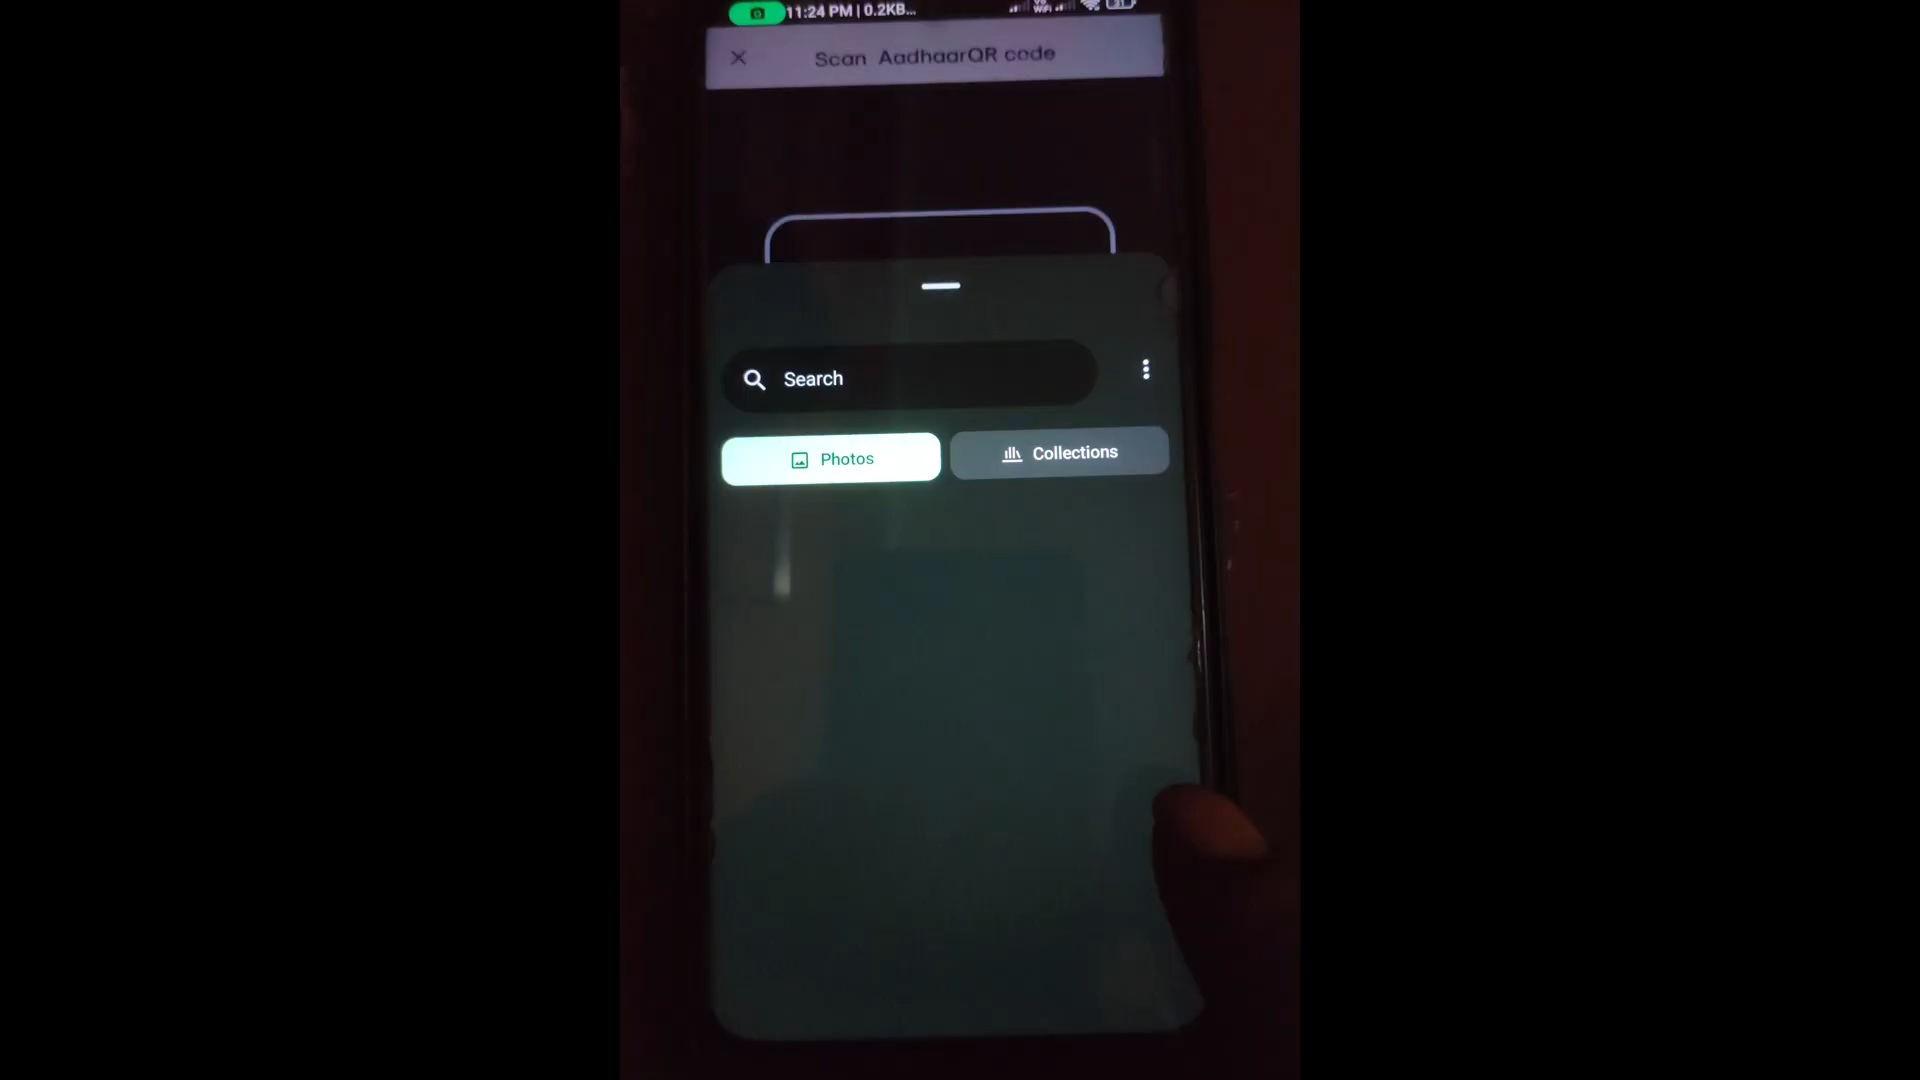 11:24 PM | 0.2KB...
Scan AadhaarQR code
Search
Photos
Collections